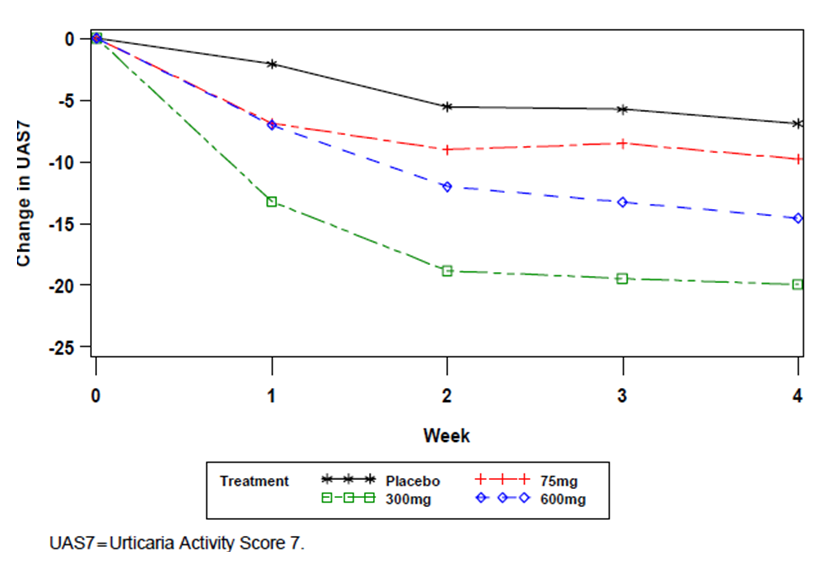 0
-5
-10
-15
-20
-25
Change in UAS7
0 1 2 3 4
Week
Treatment Placebo 75mg
300mg 600mg
UAS7=Urticaria Activity Score 7.